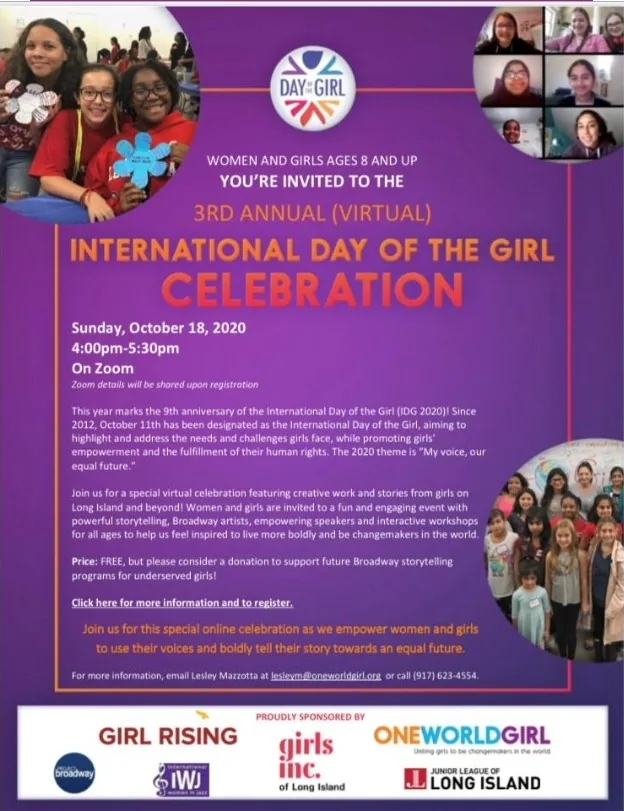 DAY OF THE GIRL
WOMEN AND GIRLS AGES 8 AND UP
YOU'RE INVITED TO THE
3RD ANNUAL (VIRTUAL)
INTERNATIONAL DAY OF THE GIRL
CELEBRATION
Sunday, October 18, 2020
4:00pm-5:30pm
On Zoom
Zoom details will be shared upon registration
This year marks the 9th anniversary of the International Day of the Girl (IDG 2020)! Since
2012, October 11th has been designated as the International Day of the Girl, aiming to
highlight and address the needs and challenges girls face, while promoting girls'
empowerment and the fulfillment of their human rights. The 2020 theme is "My voice, our
equal future."
Join us for a special virtual celebration featuring creative work and stories from girls on
Long Island and beyond! Women and girls are invited to a fun and engaging event with
powerful storytelling, Broadway artists, empowering speakers and interactive workshops
for all ages to help us feel inspired to live more boldly and be changemakers in the world.
Price: FREE, but please consider a donation to support future Broadway storytelling
programs for underserved girls!
Click here for more information and to register.
Join us for this special online celebration as we empower women and girls
to use their voices and boldly tell their story towards an equal future.
For more information, email Lesley Mazzotta at lesleym@oneworldgirl.org or call (917) 623-4554.
PROUDLY SPONSORED BY
GIRL RISING
girls
inc.
of Long Island
ONEWORLDGIRL
Uniting girls to be changemakers in the world
PROJECT
broadway
international
IWJ
women in jazz
JUNIOR LEAGUE OF
LONG ISLAND